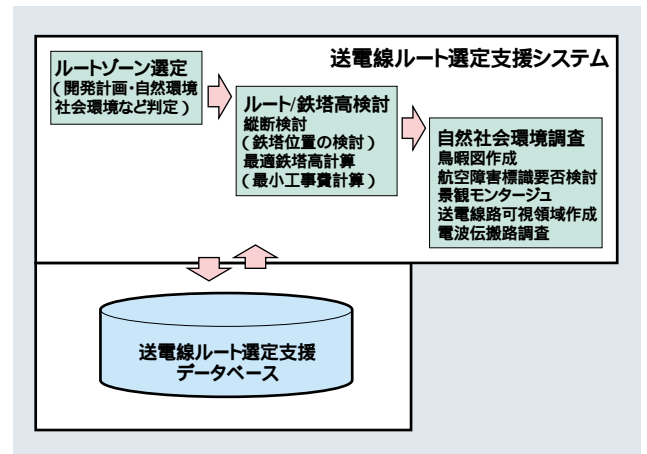 送電線ルート選定支援システム
ルートゾーン選定
(開発計画・自然環境
社会環境など判定)
ルート/鉄塔高検討
縦断検討
(鉄塔位置の検討)
最適鉄塔高計算
(最小工事費計算)
自然社会環境調査
鳥瞰図作成
航空障害標識要否検討
景観モンタージュ
送電線路可視領域作成
電波伝搬路調査
送電線ルート選定支援
データベース